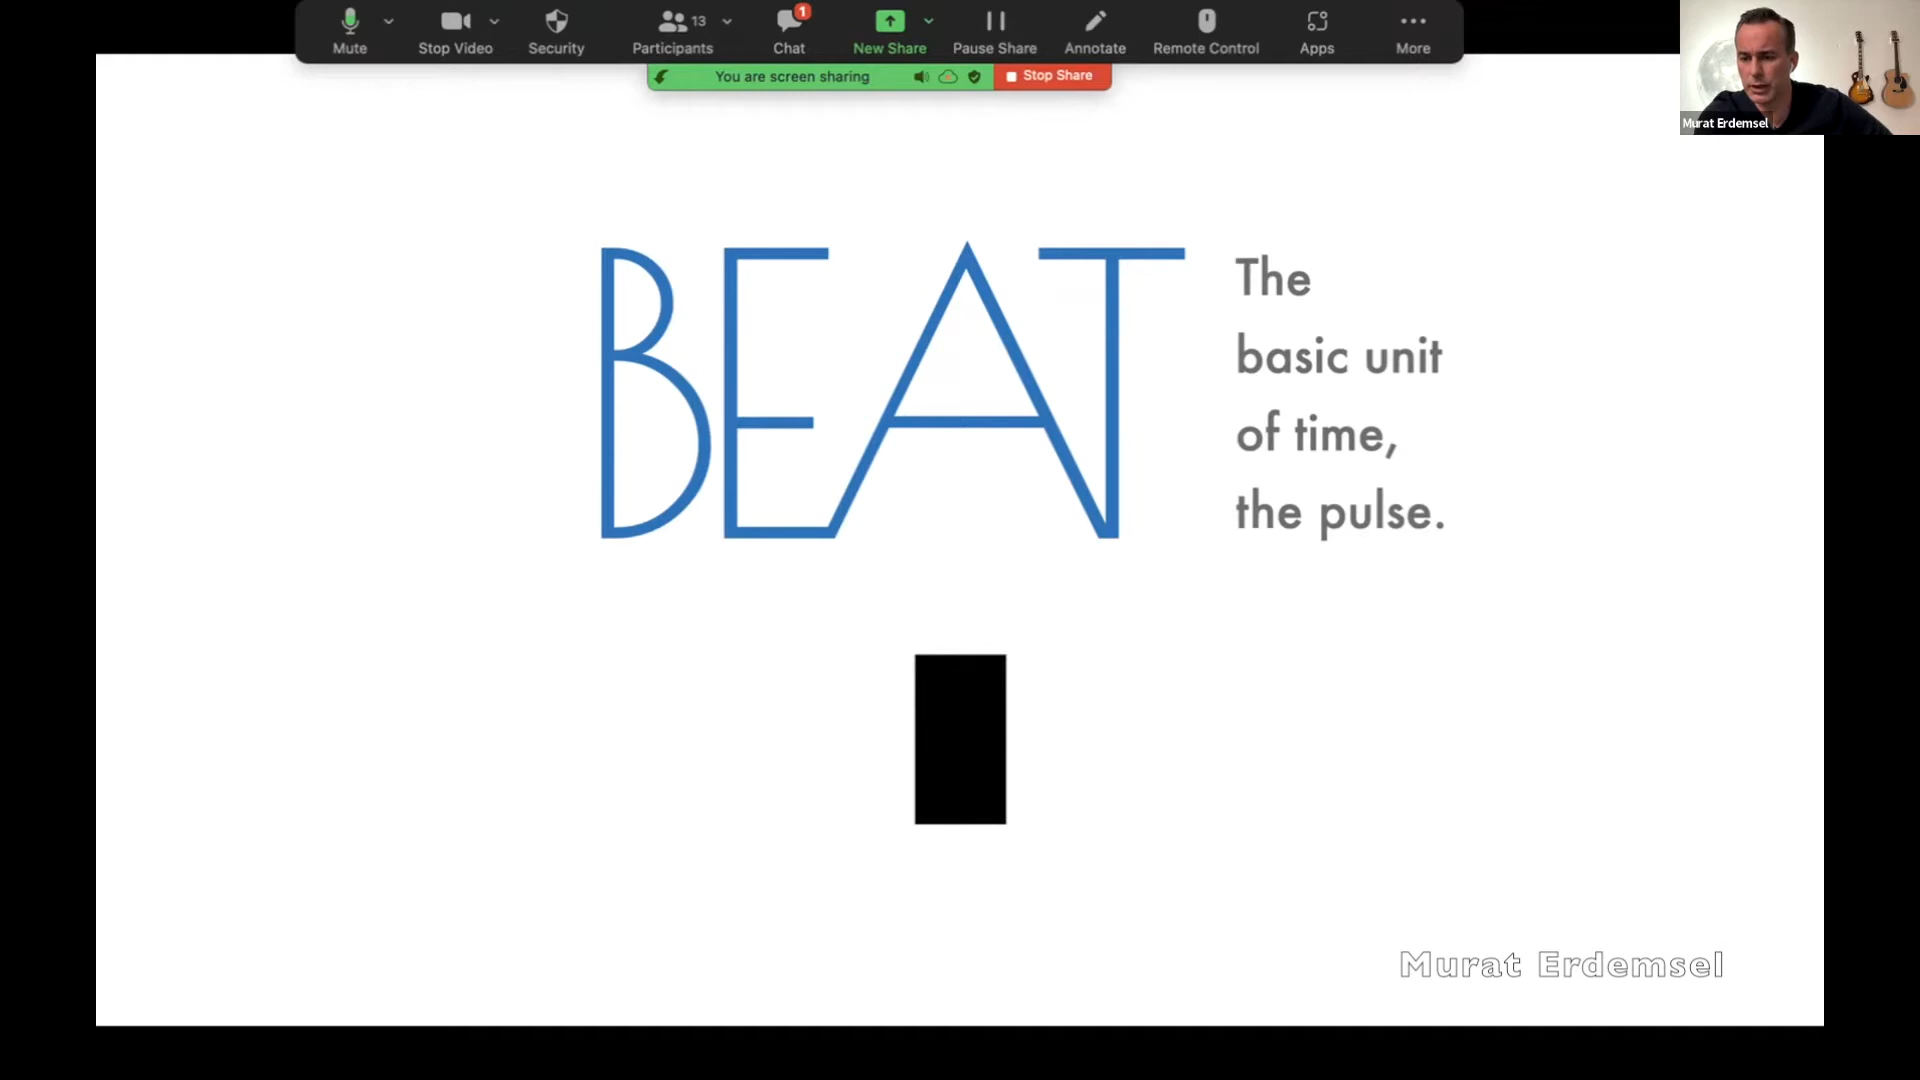 Mute
Stop Video
Security
Participants
13
Chat
1
New Share
Pause Share
Annotate
Remote Control
Apps
More
You are screen sharing
Stop Share
Murat Erdemsel
BEAT
The
basic unit
of time,
the pulse.
Murat Erdemsel